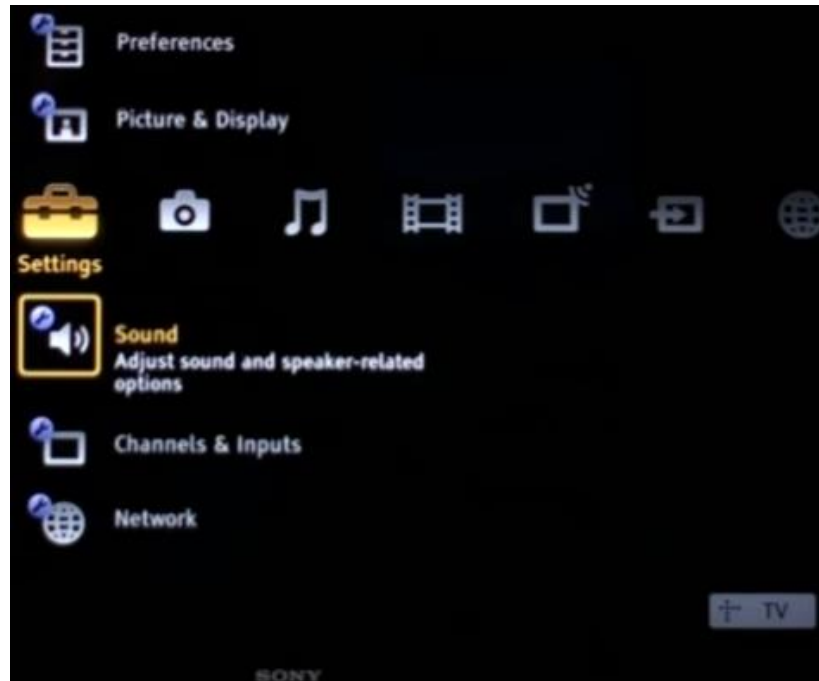 Preferences
Picture & Display
Settings
Sound
Adjust sound and speaker-related
options
Channels & Inputs
Network
TV
SONY